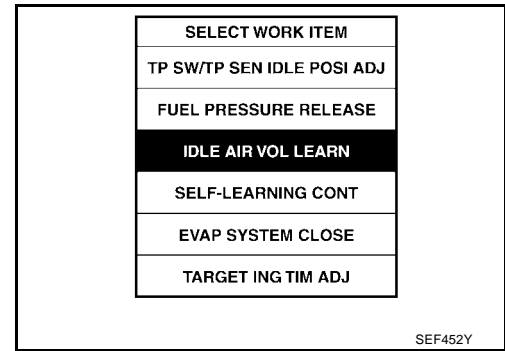 SELECT WORK ITEM
TP SW/TP SEN IDLE POSI ADJ
FUEL PRESSURE RELEASE
IDLE AIR VOL LEARN
SELF-LEARNING CONT
EVAP SYSTEM CLOSE
TARGET ING TIM ADJ
SEF452Y